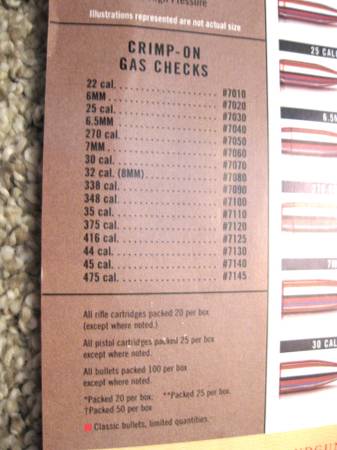 Pressure
Illustrations represented are not actual size
CRIMP-ON
GAS CHECKS
22 cal. . . . . . . . . . . . . . . . . . #7010
6MM . . . . . . . . . . . . . . . . . . #7020
25 cal. . . . . . . . . . . . . . . . . . #7030
6.5MM . . . . . . . . . . . . . . . . . #7040
270 cal. . . . . . . . . . . . . . . . . #7050
7MM . . . . . . . . . . . . . . . . . . #7060
30 cal. . . . . . . . . . . . . . . . . . #7070
32 cal. (8MM) . . . . . . . . . . . . #7080
338 cal. . . . . . . . . . . . . . . . . #7090
348 cal. . . . . . . . . . . . . . . . . #7100
35 cal. . . . . . . . . . . . . . . . . . #7110
375 cal. . . . . . . . . . . . . . . . . #7120
416 cal. . . . . . . . . . . . . . . . . #7125
44 cal. . . . . . . . . . . . . . . . . . #7130
45 cal. . . . . . . . . . . . . . . . . . #7140
475 cal. . . . . . . . . . . . . . . . . #7145
All rifle cartridges packed 20 per box
(except where noted.)
All pistol cartridges packed 25 per box
except where noted.
All bullets packed 100 per box
except where noted.
*Packed 20 per box. **Packed 25 per box.
†Packed 50 per box
Classic bullets, limited quantities.
25 CAL
6.5M
7M
30 CAL